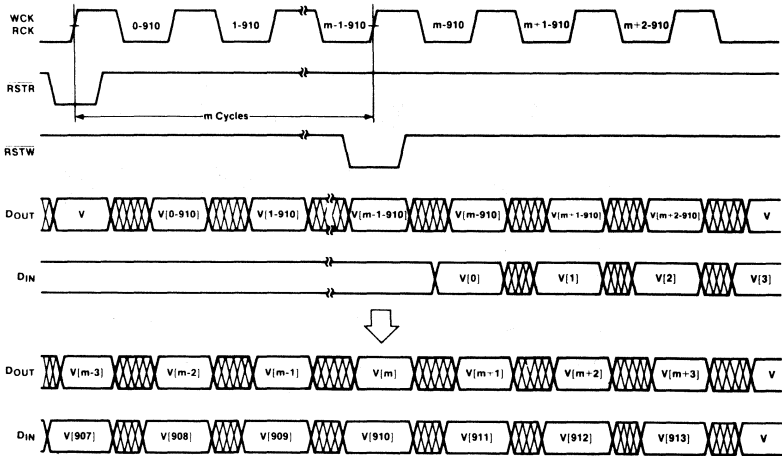 WCK
RCK 0-910 1-910 m-1-910 m-910 m+1-910 m+2-910
RSTR
m Cycles
RSTW
DOUT V V[0-910] V[1-910] V[m-1-910] V[m-910] V[m+1-910] V[m+2-910] V
DIN V[0] V[1] V[2] V[3]
DOUT V[m-3] V[m-2] V[m-1] V[m] V[m+1] V[m+2] V[m+3] V
DIN V[907] V[908] V[909] V[910] V[911] V[912] V[913] V